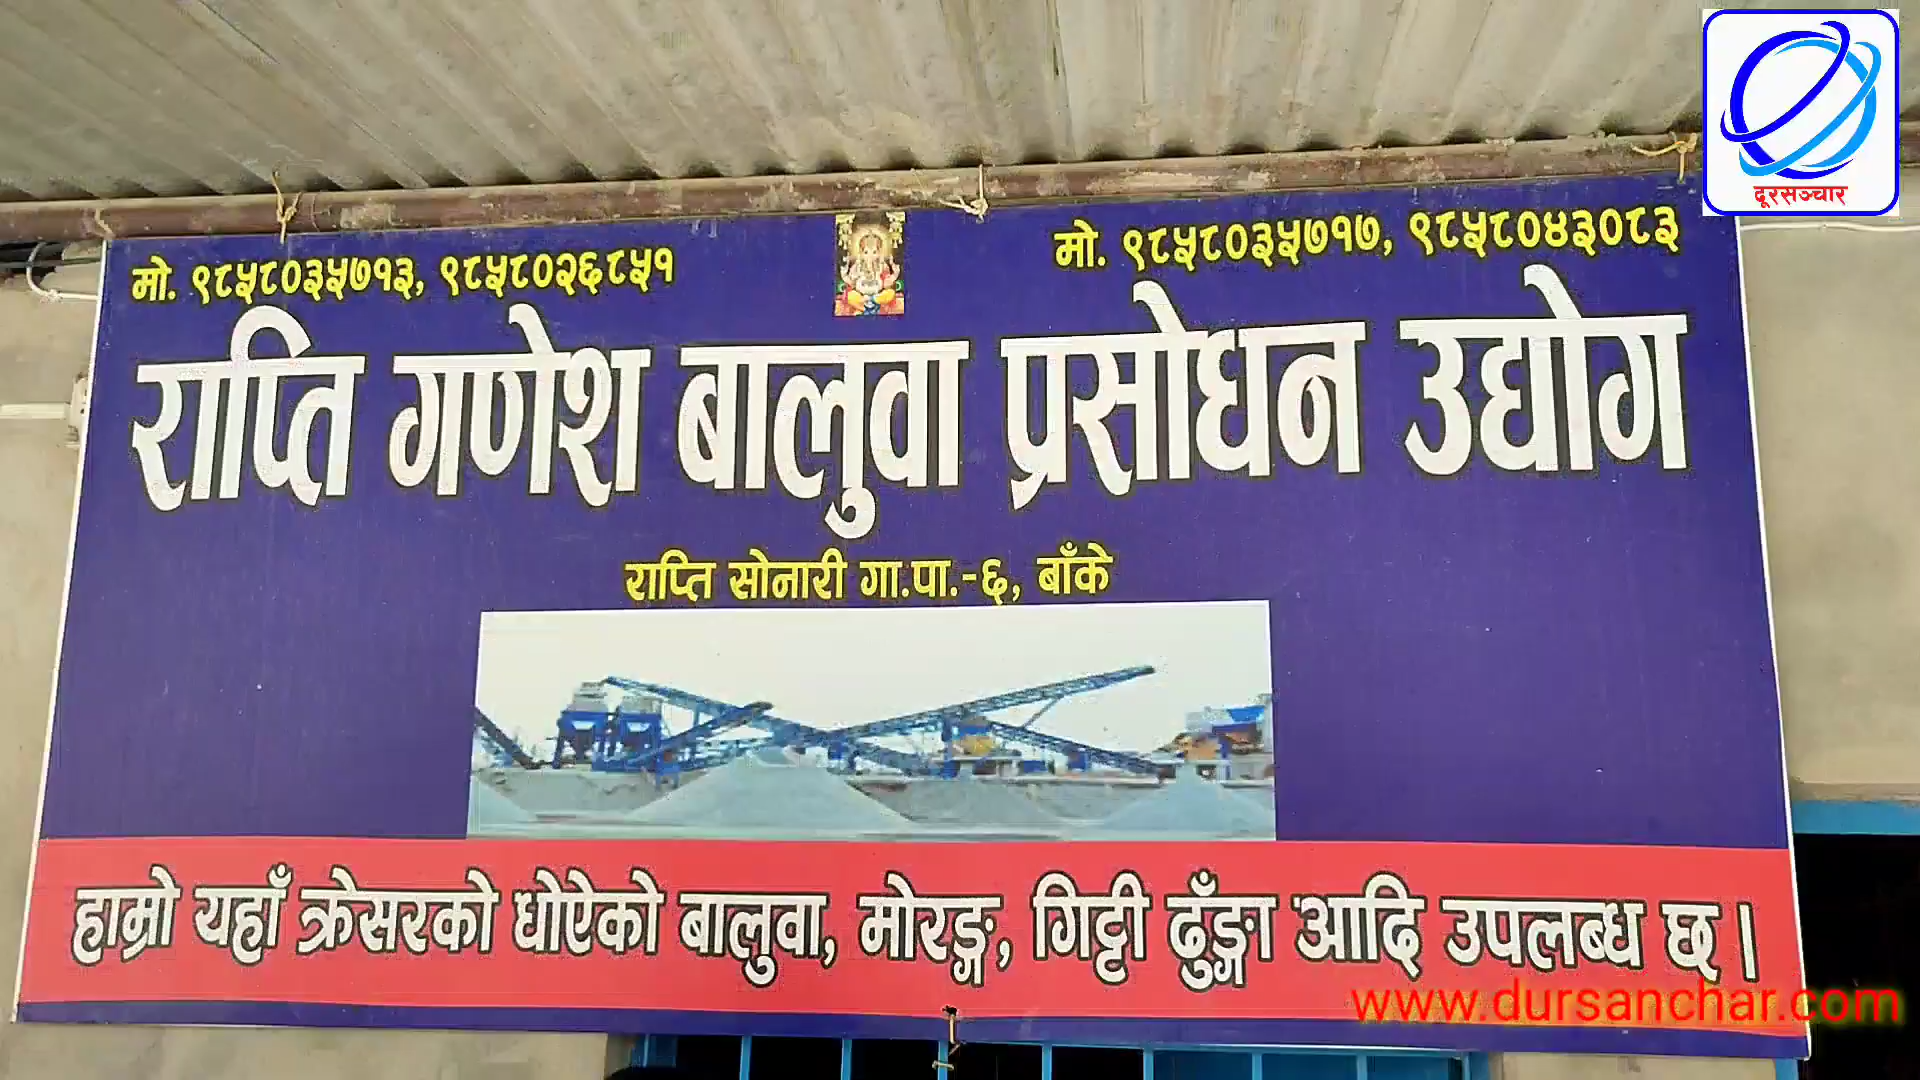 दूरसञ्चार
मो. ९८५८०३५७१३, ९८५८०२६८५१
मो. ९८५८०३५७१७, ९८५८०४३०८३
राप्ति गणेश बालुवा प्रसोधन उद्योग
राप्ति सोनारी गा.पा.-६, बाँके
हाम्रो यहाँ क्रेसरको धोऐको बालुवा, मोरङ्ग, गिट्टी ढुँङ्गा आदि उपलब्ध छ ।
www.dursanchar.com